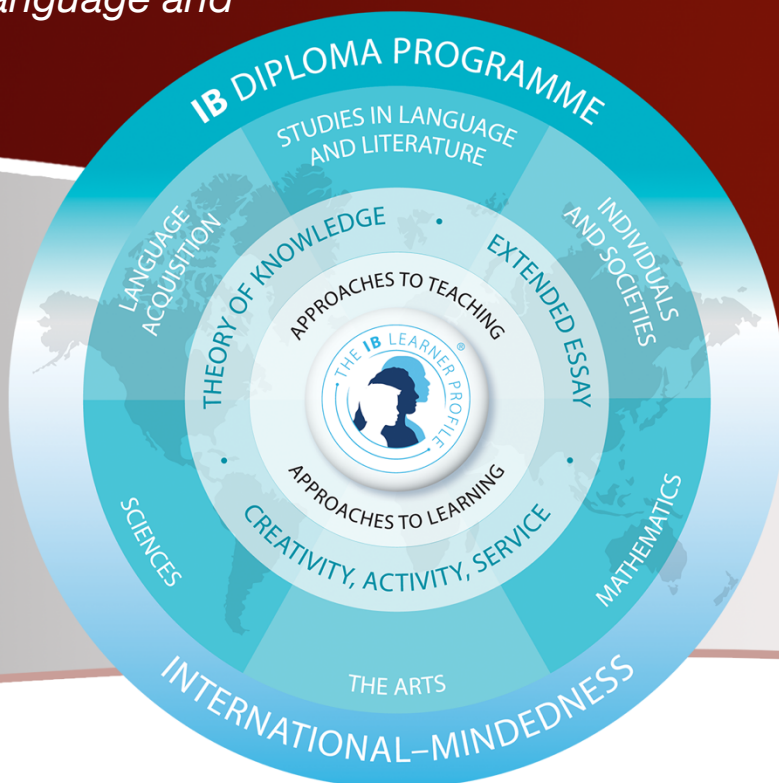 anguage and
IB DIPLOMA PROGRAMME
STUDIES IN LANGUAGE
AND LITERATURE
LANGUAGE
ACQUISITION
INDIVIDUALS
AND SOCIETIES
THEORY OF KNOWLEDGE
•
EXTENDED ESSAY
•
APPROACHES TO TEACHING
THE IB LEARNER PROFILE®
APPROACHES TO LEARNING
•
CREATIVITY, ACTIVITY, SERVICE
SCIENCES
MATHEMATICS
THE ARTS
INTERNATIONAL–MINDEDNESS